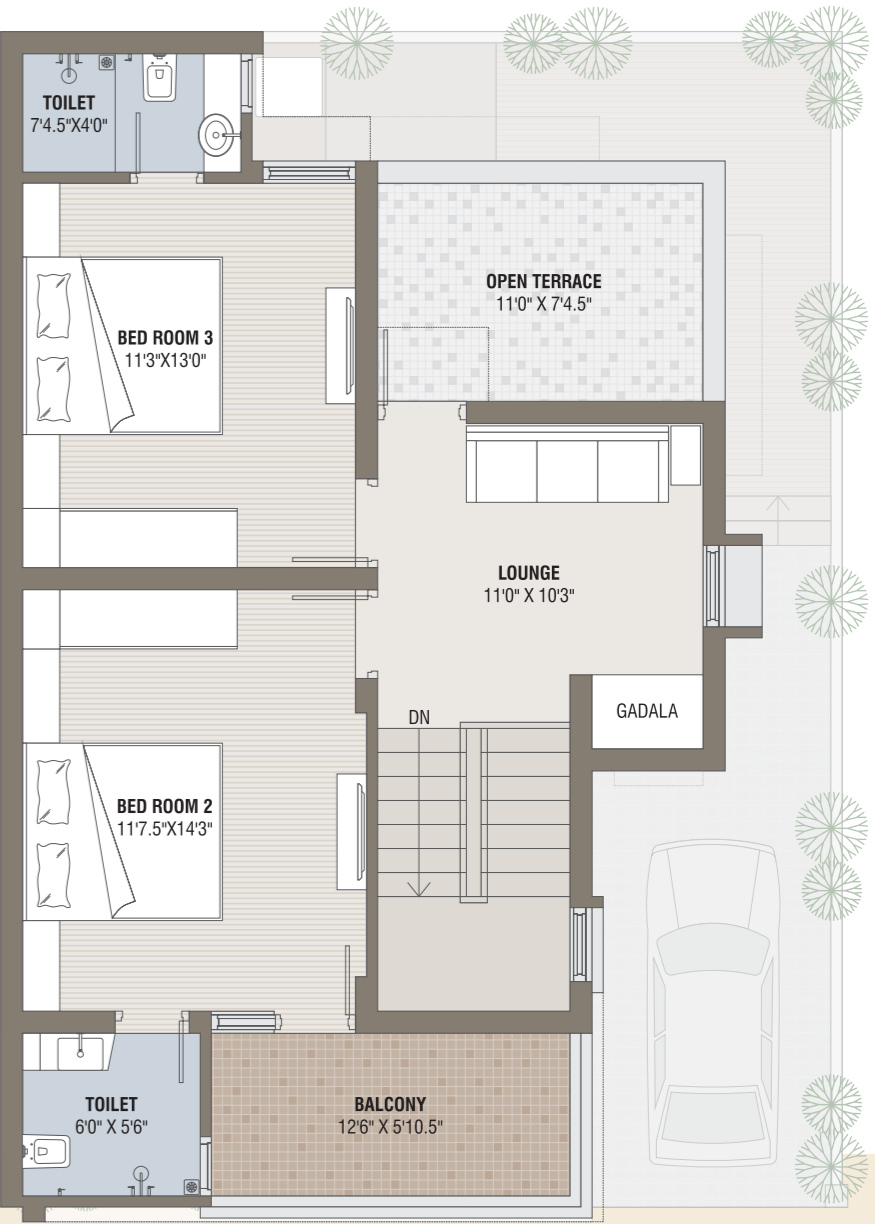 TOILET
7'4.5"X4'0"
OPEN TERRACE
11'0" X 7'4.5"
BED ROOM 3
11'3"X13'0"
LOUNGE
11'0" X 10'3"
GADALA
DN
BED ROOM 2
11'7.5"X14'3"
TOILET
6'0" X 5'6"
BALCONY
12'6" X 5'10.5"